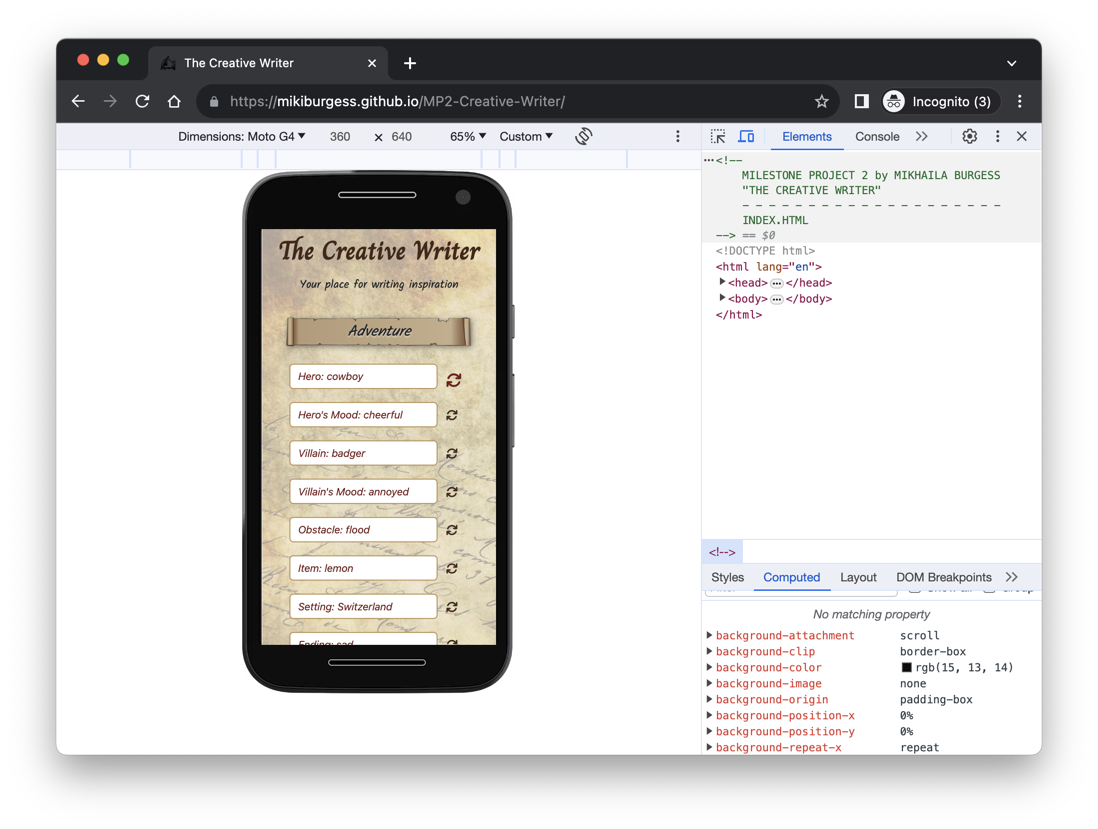 The Creative Writer
https://mikiburgess.github.io/MP2-Creative-Writer/
Incognito (3)
Dimensions: Moto G4 360 × 640 65% Custom
Elements Console
The Creative Writer
Your place for writing inspiration
Adventure
Hero: cowboy
Hero's Mood: cheerful
Villain: badger
Villain's Mood: annoyed
Obstacle: flood
Item: lemon
Setting: Switzerland
Ending: sad
<!--
MILESTONE PROJECT 2 by MIKHAILA BURGESS
"THE CREATIVE WRITER"
- - - - - - - - - - - - - - - - - - - -
INDEX.HTML
--> == $0
<!DOCTYPE html>
<html lang="en">
<head> ⋯ </head>
<body> ⋯ </body>
</html>
<!-->
Styles Computed Layout DOM Breakpoints
No matching property
background-attachment scroll
background-clip border-box
background-color rgb(15, 13, 14)
background-image none
background-origin padding-box
background-position-x 0%
background-position-y 0%
background-repeat-x repeat